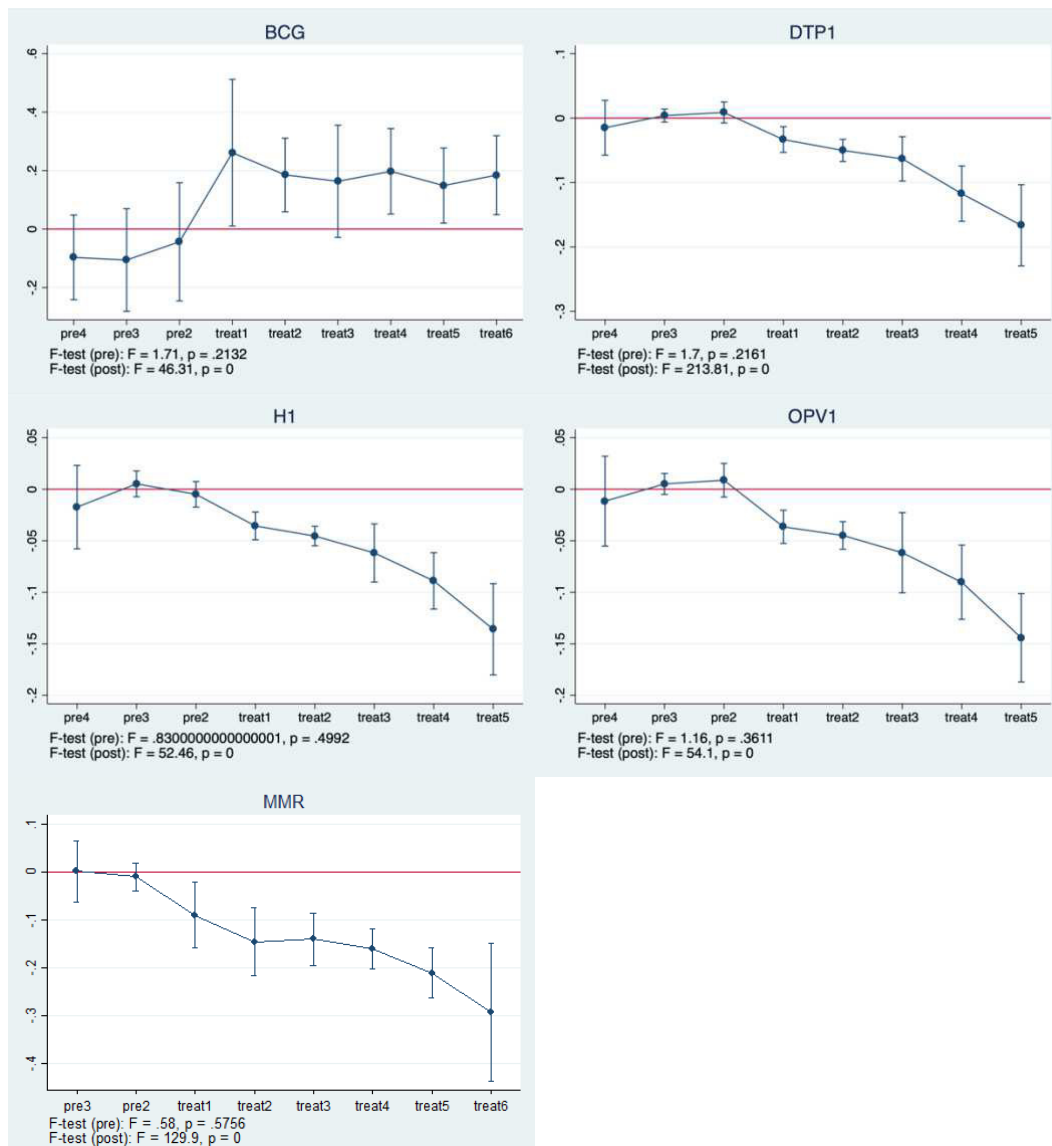 BCG
.6
.4
.2
0
-.2
pre4 pre3 pre2 treat1 treat2 treat3 treat4 treat5 treat6
F-test (pre): F = 1.71, p = .2132
F-test (post): F = 46.31, p = 0
DTP1
.1
0
-.1
-.2
-.3
pre4 pre3 pre2 treat1 treat2 treat3 treat4 treat5
F-test (pre): F = 1.7, p = .2161
F-test (post): F = 213.81, p = 0
H1
.05
0
-.05
-.1
-.15
-.2
pre4 pre3 pre2 treat1 treat2 treat3 treat4 treat5
F-test (pre): F = .8300000000000001, p = .4992
F-test (post): F = 52.46, p = 0
OPV1
.05
0
-.05
-.1
-.15
-.2
pre4 pre3 pre2 treat1 treat2 treat3 treat4 treat5
F-test (pre): F = 1.16, p = .3611
F-test (post): F = 54.1, p = 0
MMR
.1
0
-.1
-.2
-.3
-.4
pre3 pre2 treat1 treat2 treat3 treat4 treat5 treat6
F-test (pre): F = .58, p = .5756
F-test (post): F = 129.9, p = 0